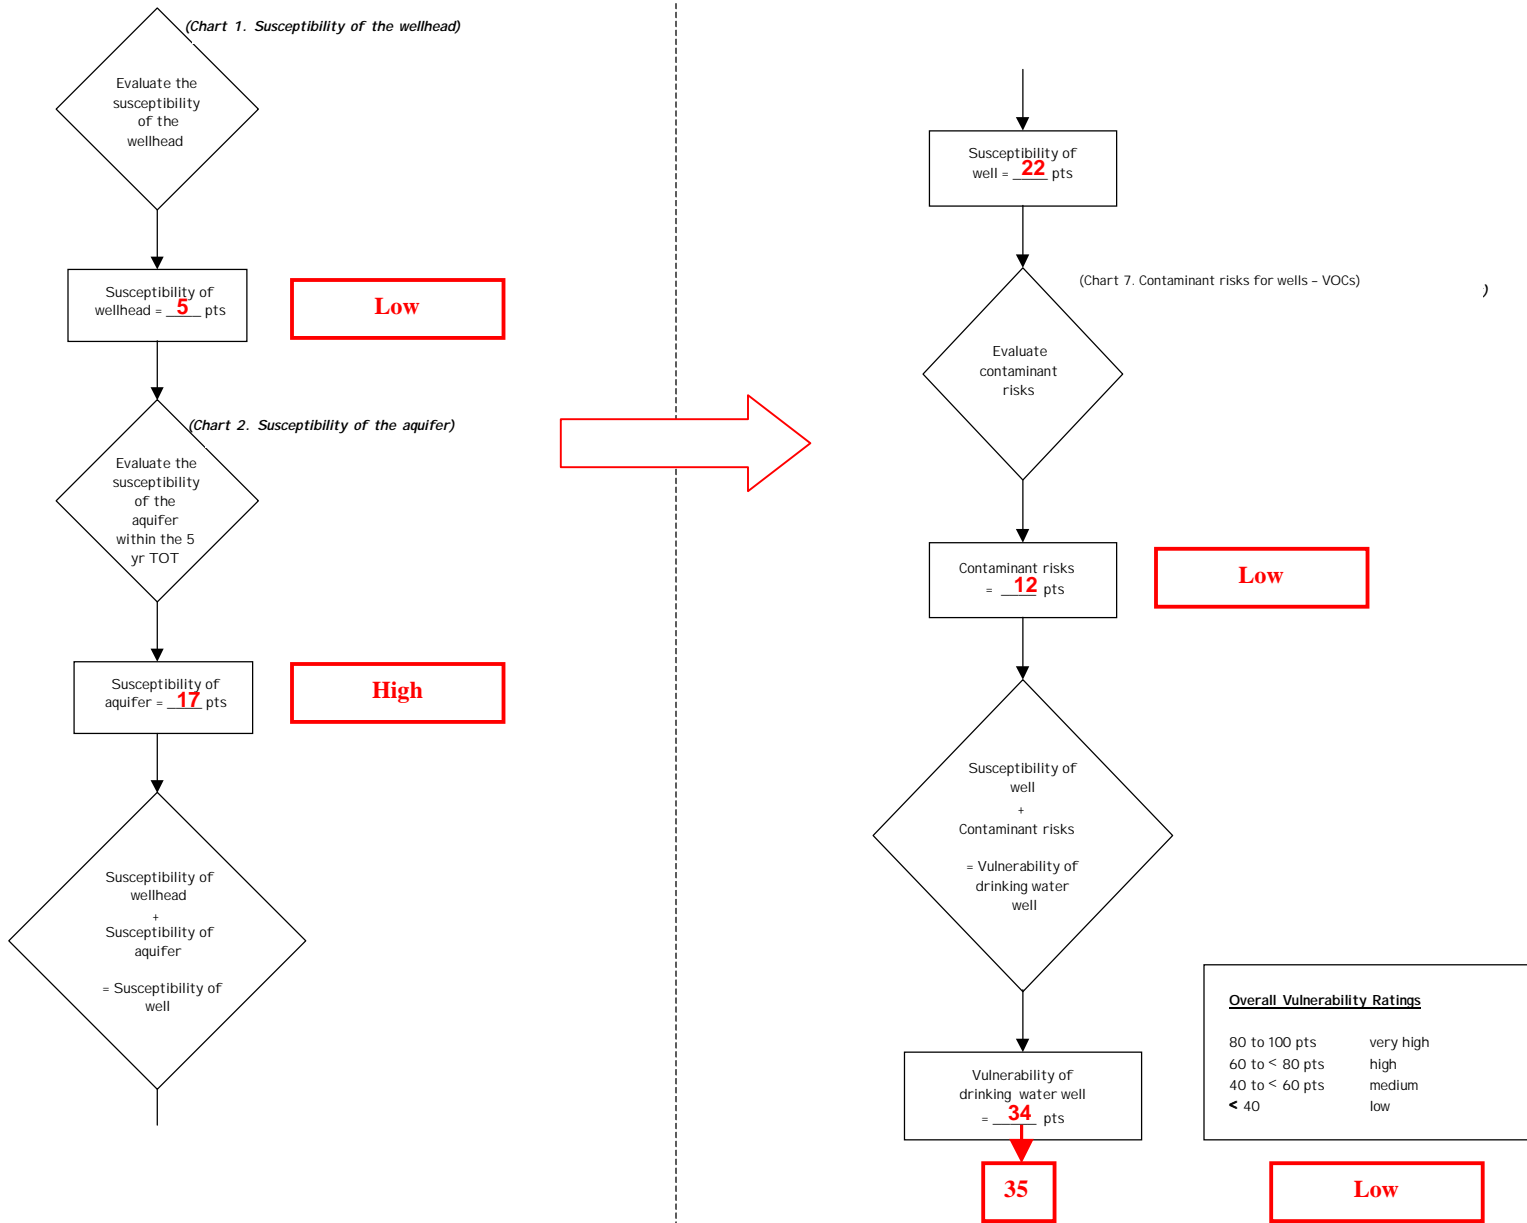 (Chart 1. Susceptibility of the wellhead)
Evaluate the
susceptibility
of the
wellhead
Susceptibility of
wellhead = 5 pts
Low
(Chart 2. Susceptibility of the aquifer)
Evaluate the
susceptibility
of the
aquifer
within the 5
yr TOT
Susceptibility of
aquifer = 17 pts
High
Susceptibility of
wellhead
+
Susceptibility of
aquifer
= Susceptibility of
well
Susceptibility of
well = 22 pts
(Chart 7. Contaminant risks for wells – VOCs)
)
Evaluate
contaminant
risks
Contaminant risks
= 12 pts
Low
Susceptibility of
well
+
Contaminant risks
= Vulnerability of
drinking water
well
Vulnerability of
drinking water well
= 34 pts
35
Overall Vulnerability Ratings
80 to 100 pts very high
60 to < 80 pts high
40 to < 60 pts medium
< 40 low
Low